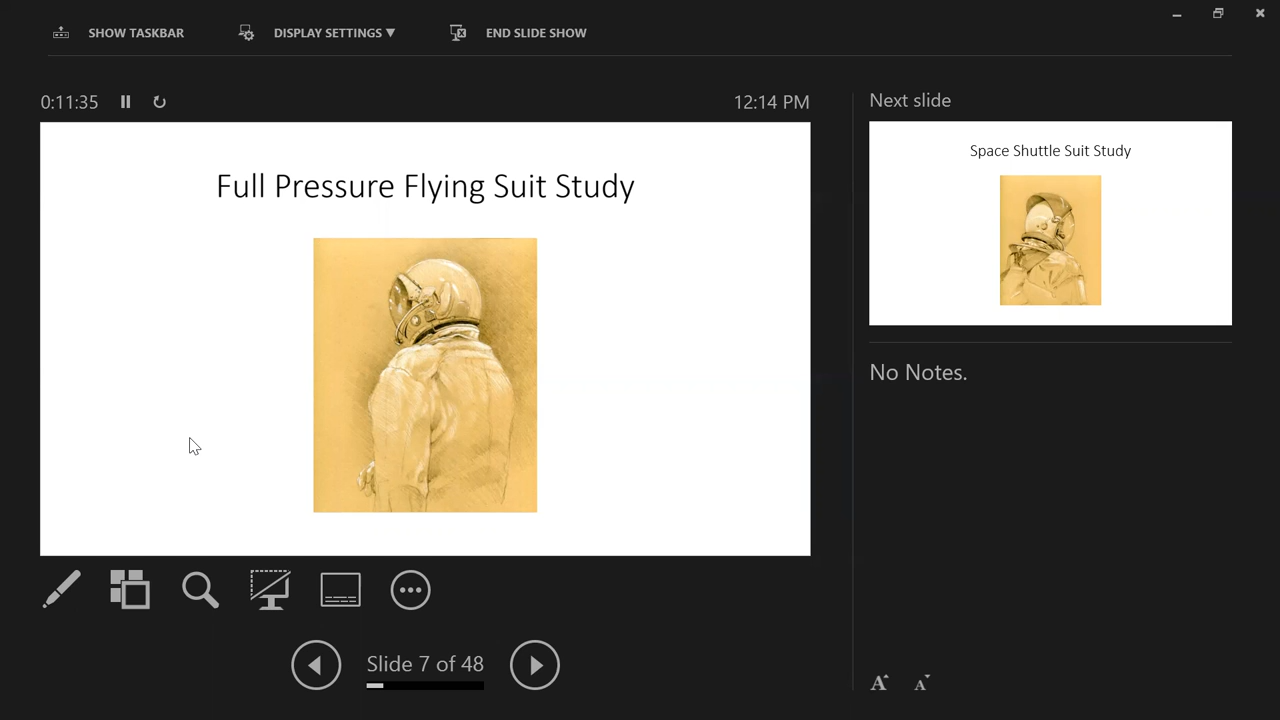 SHOW TASKBAR
DISPLAY SETTINGS ▼
END SLIDE SHOW
0:11:35
12:14 PM
Full Pressure Flying Suit Study
Next slide
Space Shuttle Suit Study
No Notes.
Slide 7 of 48
A A